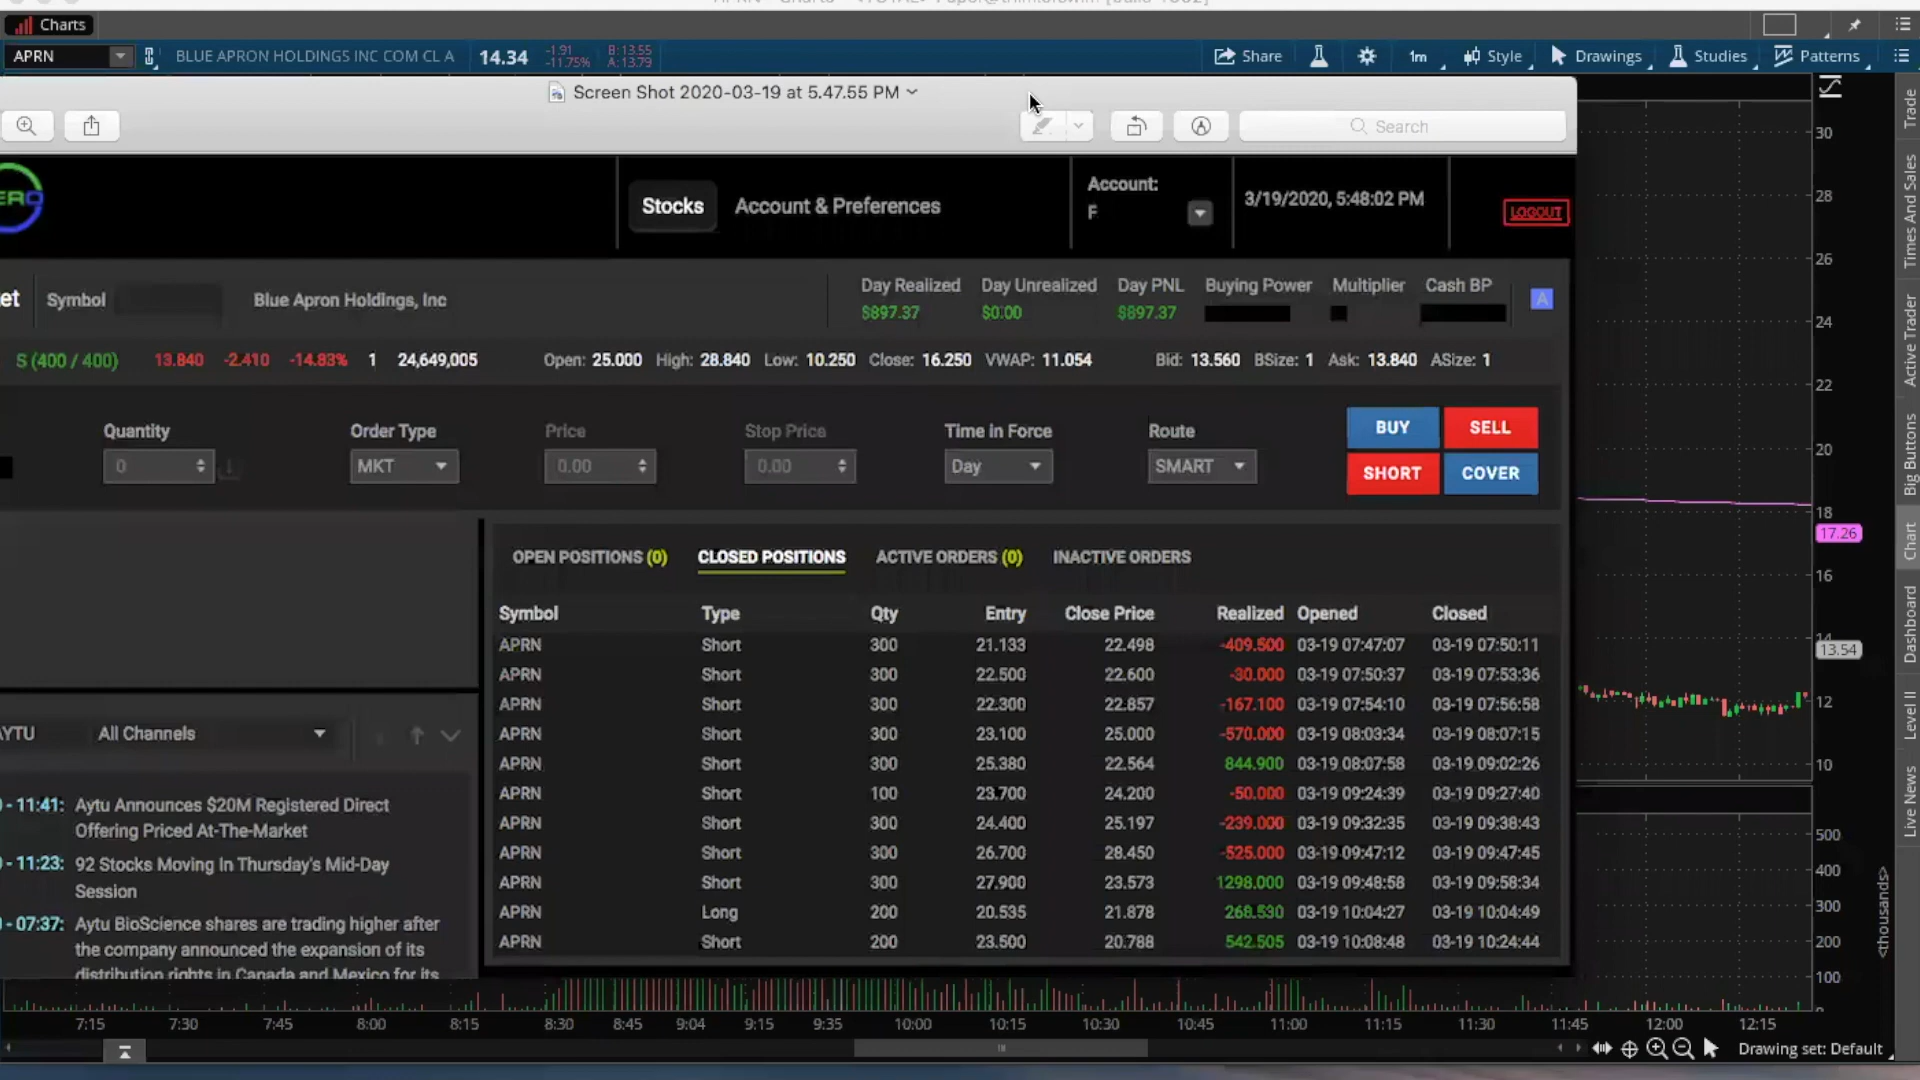 Charts
APRN
BLUE APRON HOLDINGS INC COM CL A
14.34
-1.91
-11.75%
B: 13.55
A: 13.79
Share
1m
Style
Drawings
Studies
Patterns
Screen Shot 2020-03-19 at 5.47.55 PM
Search
Stocks
Account & Preferences
Account:
F
3/19/2020, 5:48:02 PM
LOGOUT
Symbol
Blue Apron Holdings, Inc
Day Realized Day Unrealized Day PNL Buying Power Multiplier Cash BP
$897.37 $0.00 $897.37
A
S (400 / 400) 13.840 -2.410 -14.83% 1 24,649,005 Open: 25.000 High: 28.840 Low: 10.250 Close: 16.250 VWAP: 11.054 Bid: 13.560 BSize: 1 Ask: 13.840 ASize: 1
Quantity Order Type Price Stop Price Time in Force Route
0 MKT 0.00 0.00 Day SMART
BUY SELL
SHORT COVER
OPEN POSITIONS (0) CLOSED POSITIONS ACTIVE ORDERS (0) INACTIVE ORDERS
Symbol Type Qty Entry Close Price Realized Opened Closed
APRN Short 300 21.133 22.498 -409.500 03-19 07:47:07 03-19 07:50:11
APRN Short 300 22.500 22.600 -30.000 03-19 07:50:37 03-19 07:53:36
APRN Short 300 22.300 22.857 -167.100 03-19 07:54:10 03-19 07:56:58
APRN Short 300 23.100 25.000 -570.000 03-19 08:03:34 03-19 08:07:15
APRN Short 300 25.380 22.564 844.900 03-19 08:07:58 03-19 09:02:26
APRN Short 100 23.700 24.200 -50.000 03-19 09:24:39 03-19 09:27:40
APRN Short 300 24.400 25.197 -239.000 03-19 09:32:35 03-19 09:38:43
APRN Short 300 26.700 28.450 -525.000 03-19 09:47:12 03-19 09:47:45
APRN Short 300 27.900 23.573 1298.000 03-19 09:48:58 03-19 09:58:34
APRN Long 200 20.535 21.878 268.530 03-19 10:04:27 03-19 10:04:49
APRN Short 200 23.500 20.788 542.505 03-19 10:08:48 03-19 10:24:44
All Channels
- 11:41: Aytu Announces $20M Registered Direct
Offering Priced At-The-Market
- 11:23: 92 Stocks Moving In Thursday's Mid-Day
Session
- 07:37: Aytu BioScience shares are trading higher after
the company announced the expansion of its
distribution rights in Canada and Mexico for its
30
28
26
24
22
20
18
17.26
16
14
13.54
12
10
500
400
300
200
100
<thousands>
Trade
Times And Sales
Active Trader
Big Buttons
Chart
Dashboard
Level II
Live News
7:15 7:30 7:45 8:00 8:15 8:30 8:45 9:04 9:15 9:35 10:00 10:15 10:30 10:45 11:00 11:15 11:30 11:45 12:00 12:15
Drawing set: Default